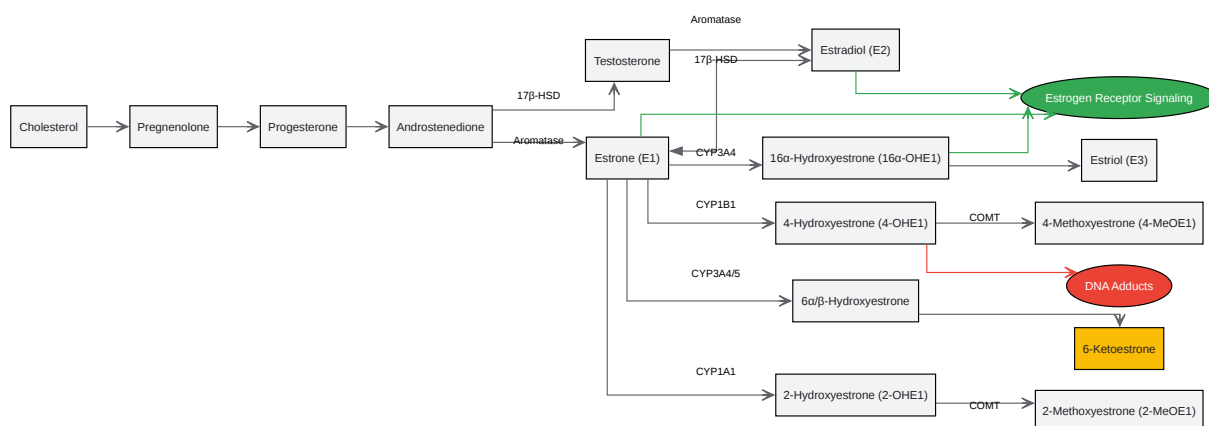 Aromatase
Testosterone
17β-HSD
Estradiol (E2)
17β-HSD
Estrogen Receptor Signaling
Cholesterol
Pregnenolone
Progesterone
Androstenedione
Aromatase
Estrone (E1)
CYP3A4
16α-Hydroxyestrone (16α-OHE1)
Estriol (E3)
CYP1B1
4-Hydroxyestrone (4-OHE1)
COMT
4-Methoxyestrone (4-MeOE1)
CYP3A4/5
6α/β-Hydroxyestrone
DNA Adducts
6-Ketoestrone
CYP1A1
2-Hydroxyestrone (2-OHE1)
COMT
2-Methoxyestrone (2-MeOE1)